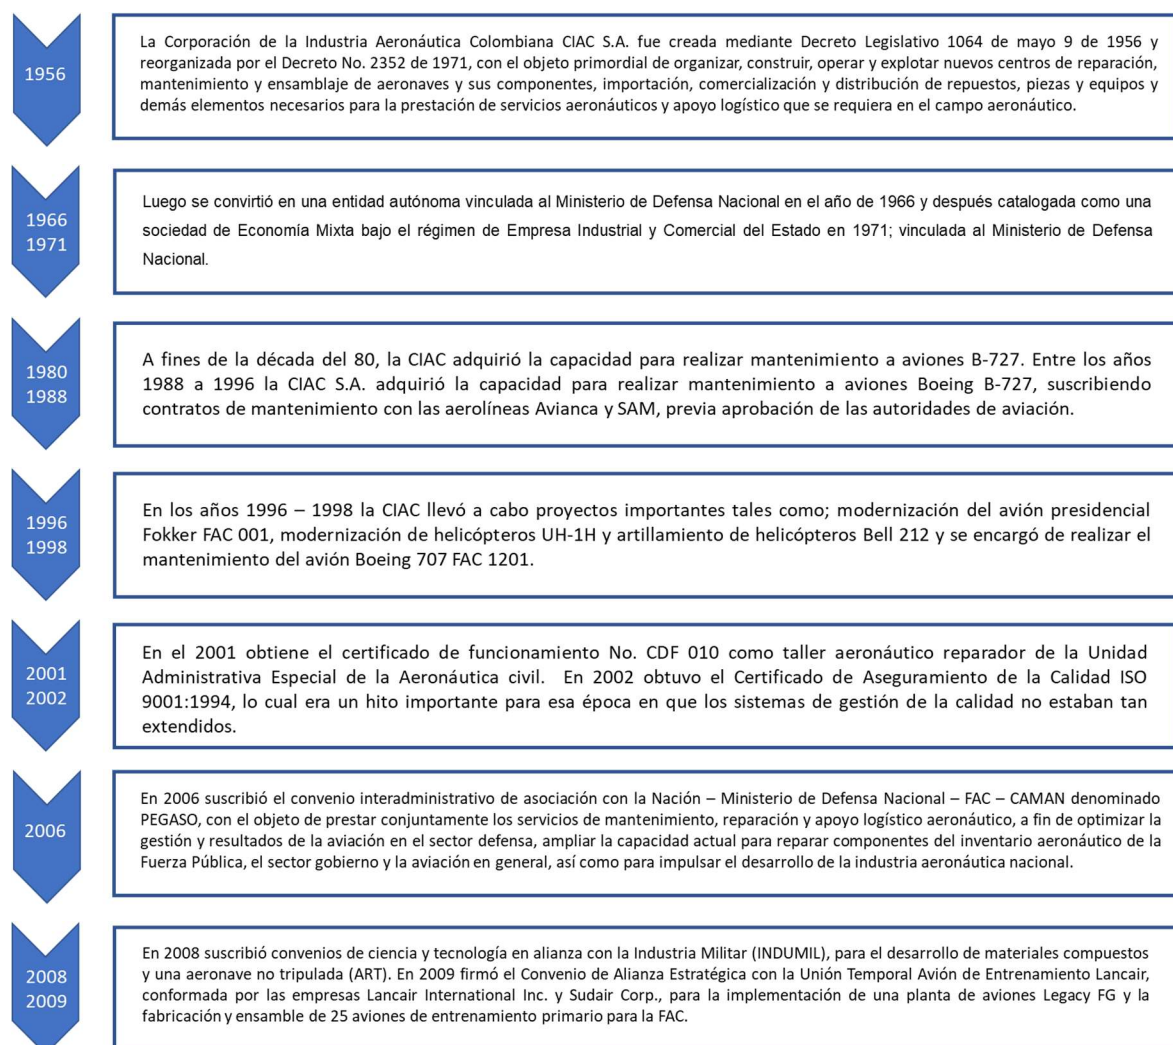 1956
La Corporación de la Industria Aeronáutica Colombiana CIAC S.A. fue creada mediante Decreto Legislativo 1064 de mayo 9 de 1956 y
reorganizada por el Decreto No. 2352 de 1971, con el objeto primordial de organizar, construir, operar y explotar nuevos centros de reparación,
mantenimiento y ensamblaje de aeronaves y sus componentes, importación, comercialización y distribución de repuestos, piezas y equipos y
demás elementos necesarios para la prestación de servicios aeronáuticos y apoyo logístico que se requiera en el campo aeronáutico.
1966
1971
Luego se convirtió en una entidad autónoma vinculada al Ministerio de Defensa Nacional en el año de 1966 y después catalogada como una
sociedad de Economía Mixta bajo el régimen de Empresa Industrial y Comercial del Estado en 1971; vinculada al Ministerio de Defensa
Nacional.
1980
1988
A fines de la década del 80, la CIAC adquirió la capacidad para realizar mantenimiento a aviones B-727. Entre los años
1988 a 1996 la CIAC S.A. adquirió la capacidad para realizar mantenimiento a aviones Boeing B-727, suscribiendo
contratos de mantenimiento con las aerolíneas Avianca y SAM, previa aprobación de las autoridades de aviación.
1996
1998
En los años 1996 – 1998 la CIAC llevó a cabo proyectos importantes tales como; modernización del avión presidencial
Fokker FAC 001, modernización de helicópteros UH-1H y artillamiento de helicópteros Bell 212 y se encargó de realizar el
mantenimiento del avión Boeing 707 FAC 1201.
2001
2002
En el 2001 obtiene el certificado de funcionamiento No. CDF 010 como taller aeronáutico reparador de la Unidad
Administrativa Especial de la Aeronáutica civil. En 2002 obtuvo el Certificado de Aseguramiento de la Calidad ISO
9001:1994, lo cual era un hito importante para esa época en que los sistemas de gestión de la calidad no estaban tan
extendidos.
2006
En 2006 suscribió el convenio interadministrativo de asociación con la Nación – Ministerio de Defensa Nacional – FAC – CAMAN denominado
PEGASO, con el objeto de prestar conjuntamente los servicios de mantenimiento, reparación y apoyo logístico aeronáutico, a fin de optimizar la
gestión y resultados de la aviación en el sector defensa, ampliar la capacidad actual para reparar componentes del inventario aeronáutico de la
Fuerza Pública, el sector gobierno y la aviación en general, así como para impulsar el desarrollo de la industria aeronáutica nacional.
2008
2009
En 2008 suscribió convenios de ciencia y tecnología en alianza con la Industria Militar (INDUMIL), para el desarrollo de materiales compuestos
y una aeronave no tripulada (ART). En 2009 firmó el Convenio de Alianza Estratégica con la Unión Temporal Avión de Entrenamiento Lancair,
conformada por las empresas Lancair International Inc. y Sudair Corp., para la implementación de una planta de aviones Legacy FG y la
fabricación y ensamble de 25 aviones de entrenamiento primario para la FAC.